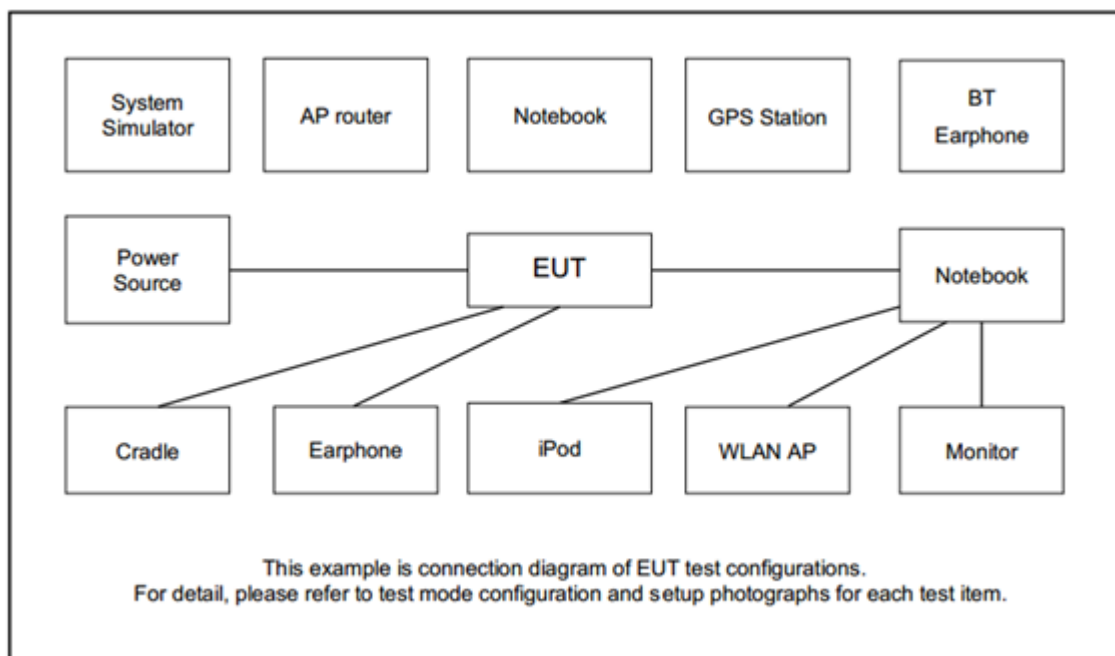 System
Simulator
AP router
Notebook
GPS Station
BT
Earphone
Power
Source
EUT
Notebook
Cradle
Earphone
iPod
WLAN AP
Monitor
This example is connection diagram of EUT test configurations.
For detail, please refer to test mode configuration and setup photographs for each test item.